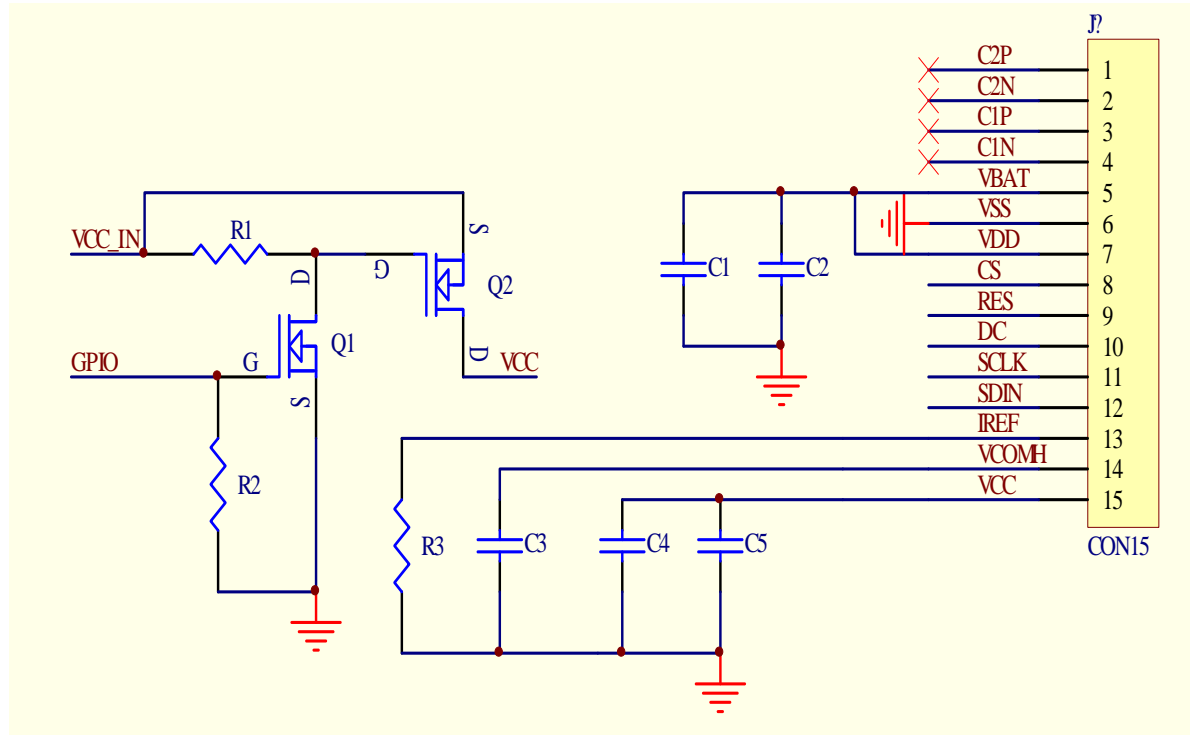 J?
C2P
1
C2N
2
C1P
3
C1N
4
VBAT
5
VSS
6
VDD
7
CS
8
RES
9
DC
10
SCLK
11
SDIN
12
IREF
13
VCOMH
14
VCC
15
CON15
VCC_IN
R1
D
G
S
Q2
D
VCC
GPIO
G
Q1
S
R2
C1
C2
R3
C3
C4
C5